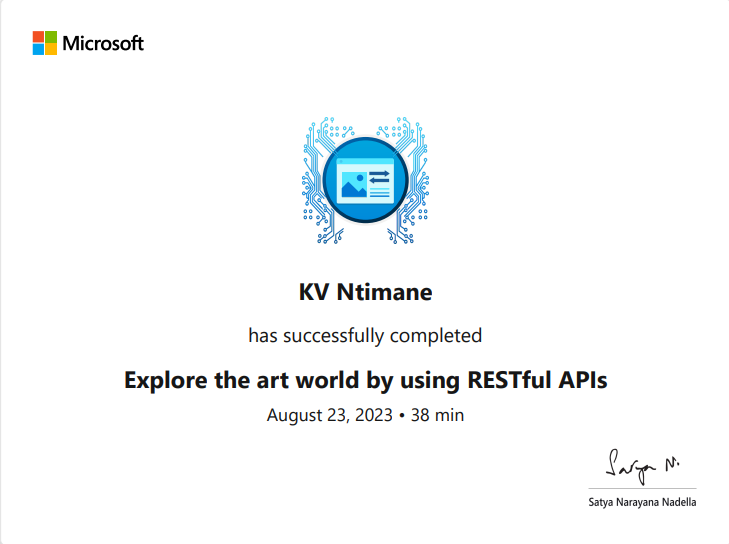 Microsoft
KV Ntimane
has successfully completed
Explore the art world by using RESTful APIs
August 23, 2023 • 38 min
Satya N.
Satya Narayana Nadella